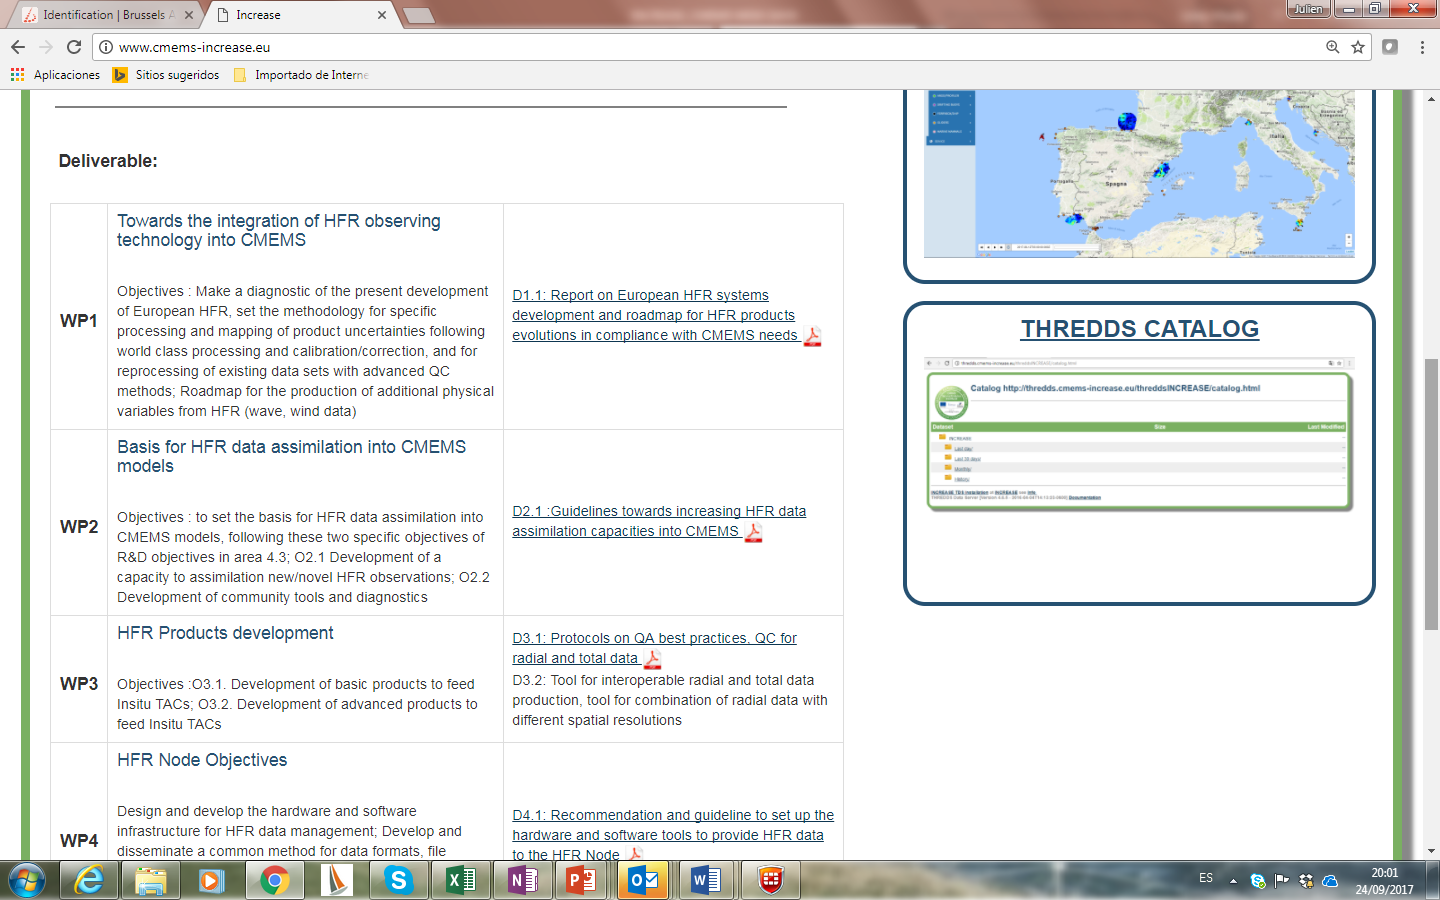 Identification | Brussels A
Increase
Julien
www.cmems-increase.eu
Aplicaciones
Sitios sugeridos
Importado de Interne
Deliverable:
WP1
Towards the integration of HFR observing
technology into CMEMS
Objectives : Make a diagnostic of the present development
of European HFR, set the methodology for specific
processing and mapping of product uncertainties following
world class processing and calibration/correction, and for
reprocessing of existing data sets with advanced QC
methods; Roadmap for the production of additional physical
variables from HFR (wave, wind data)
D1.1: Report on European HFR systems
development and roadmap for HFR products
evolutions in compliance with CMEMS needs
WP2
Basis for HFR data assimilation into CMEMS
models
Objectives : to set the basis for HFR data assimilation into
CMEMS models, following these two specific objectives of
R&D objectives in area 4.3; O2.1 Development of a
capacity to assimilation new/novel HFR observations; O2.2
Development of community tools and diagnostics
D2.1 :Guidelines towards increasing HFR data
assimilation capacities into CMEMS
WP3
HFR Products development
Objectives :O3.1. Development of basic products to feed
Insitu TACs; O3.2. Development of advanced products to
feed Insitu TACs
D3.1: Protocols on QA best practices, QC for
radial and total data
D3.2: Tool for interoperable radial and total data
production, tool for combination of radial data with
different spatial resolutions
WP4
HFR Node Objectives
Design and develop the hardware and software
infrastructure for HFR data management; Develop and
disseminate a common method for data formats, file
D4.1: Recommendation and guideline to set up the
hardware and software tools to provide HFR data
to the HFR Node
Spagna
Italia
THREDDS CATALOG
Catalog http://thredds.cmems-increase.eu/threddsINCREASE/catalog.html
Dataset
Size
Last Modified
INCREASE
Last day
Last 30 days
Monthly
History
ES
20:01
24/09/2017